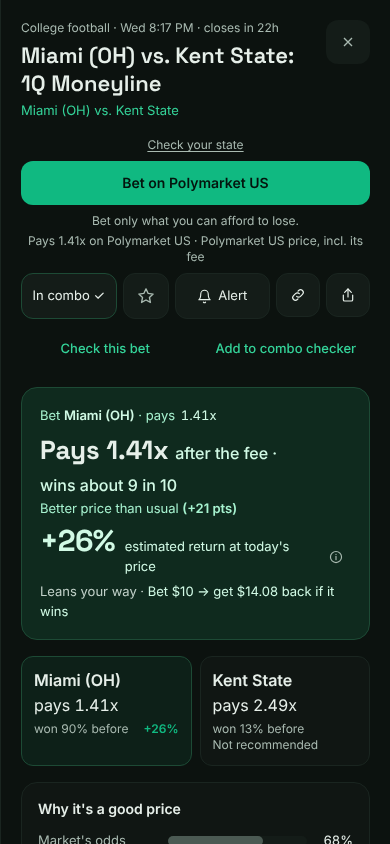 College football · Wed 8:17 PM · closes in 22h
Miami (OH) vs. Kent State:
1Q Moneyline
Miami (OH) vs. Kent State
Check your state
Bet on Polymarket US
Bet only what you can afford to lose.
Pays 1.41x on Polymarket US · Polymarket US price, incl. its
fee
In combo ✓
Alert
Check this bet
Add to combo checker
Bet Miami (OH) · pays 1.41x
Pays 1.41x after the fee ·
wins about 9 in 10
Better price than usual (+21 pts)
+26% estimated return at today's
price
Leans your way · Bet $10 → get $14.08 back if it
wins
Miami (OH)
pays 1.41x
won 90% before +26%
Kent State
pays 2.49x
won 13% before
Not recommended
Why it's a good price
Market's odds 68%